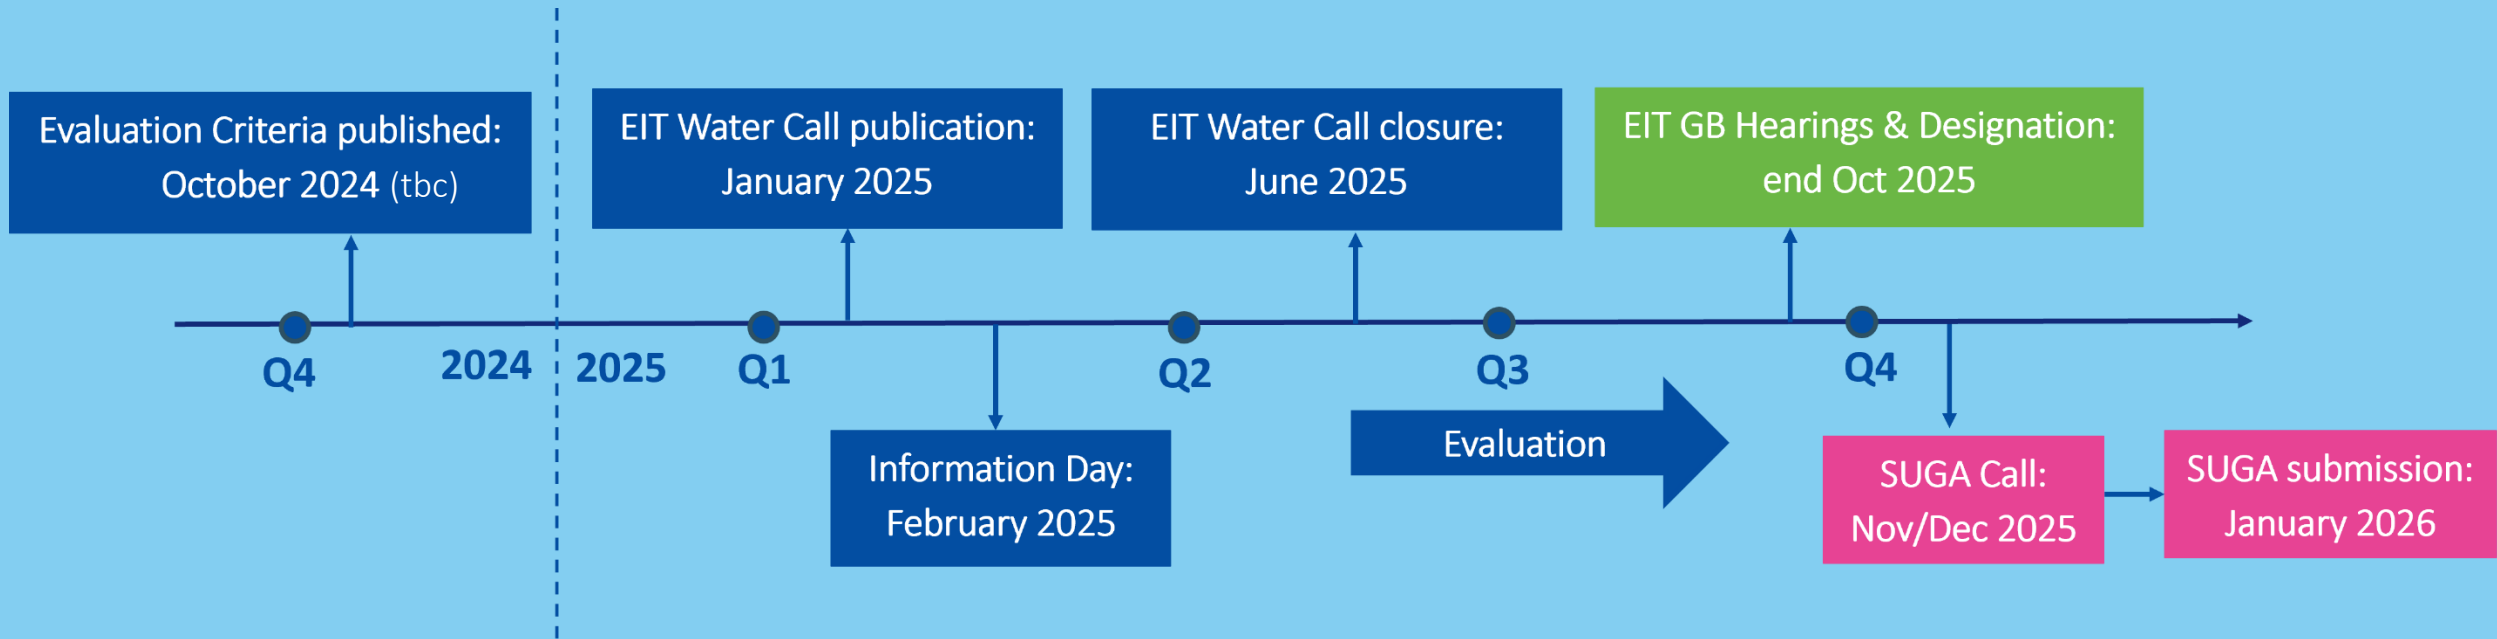 Evaluation Criteria published:
October 2024 (tbc)
EIT Water Call publication:
January 2025
EIT Water Call closure:
June 2025
EIT GB Hearings & Designation:
end Oct 2025
Q4
2024
2025
Q1
Q2
Q3
Q4
Information Day:
February 2025
Evaluation
SUGA Call:
Nov/Dec 2025
SUGA submission:
January 2026